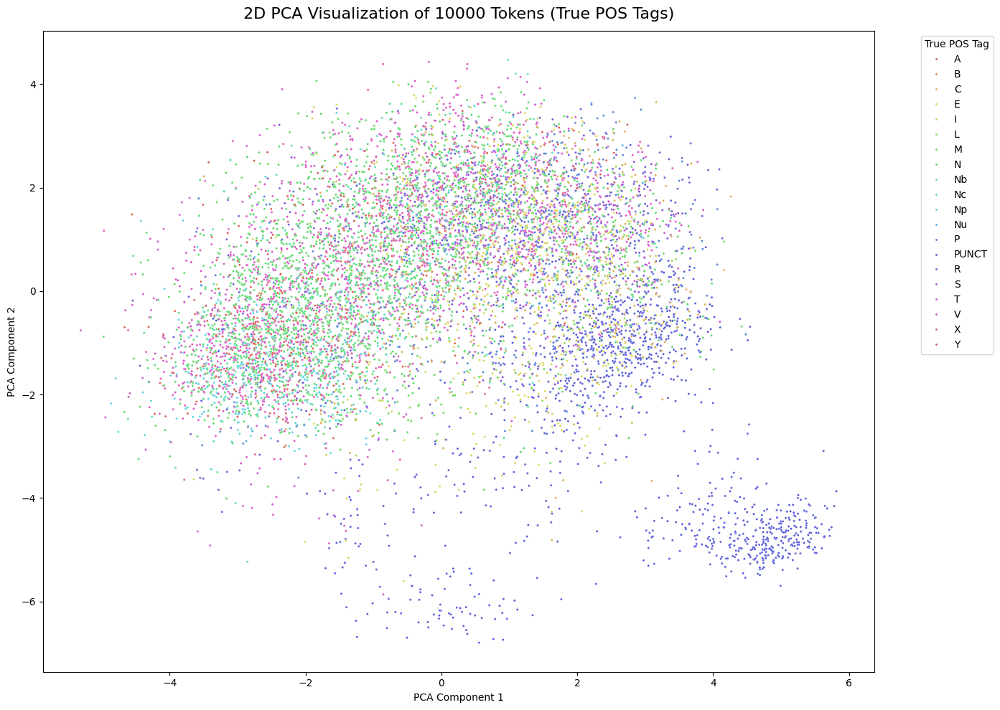 2D PCA Visualization of 10000 Tokens (True POS Tags)
True POS Tag
A
B
C
E
I
L
M
N
Nb
Nc
Np
Nu
P
PUNCT
R
S
T
V
X
Y
4
2
0
−2
−4
−6
PCA Component 2
−4
−2
0
2
4
6
PCA Component 1